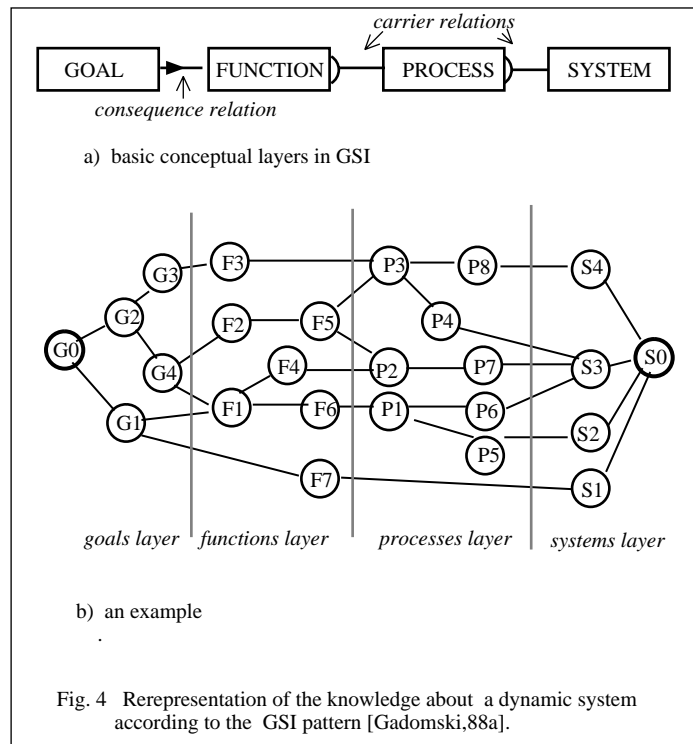 carrier relations
GOAL FUNCTION PROCESS SYSTEM
consequence relation
a) basic conceptual layers in GSI
G3 F3 P3 P8 S4
G2 F2 F5 P4
G0 G4 F4 P2 P7 S3 S0
G1 F1 F6 P1 P6 S2
P5
F7 S1
goals layer functions layer processes layer systems layer
b) an example
.
Fig. 4 Rerepresentation of the knowledge about a dynamic system
according to the GSI pattern [Gadomski,88a].